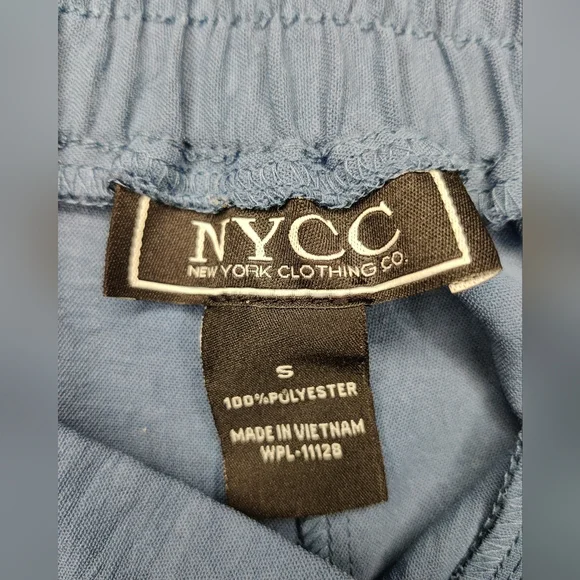 NYCC
NEW YORK CLOTHING CO.
S
100% POLYESTER
MADE IN VIETNAM
WPL-11128